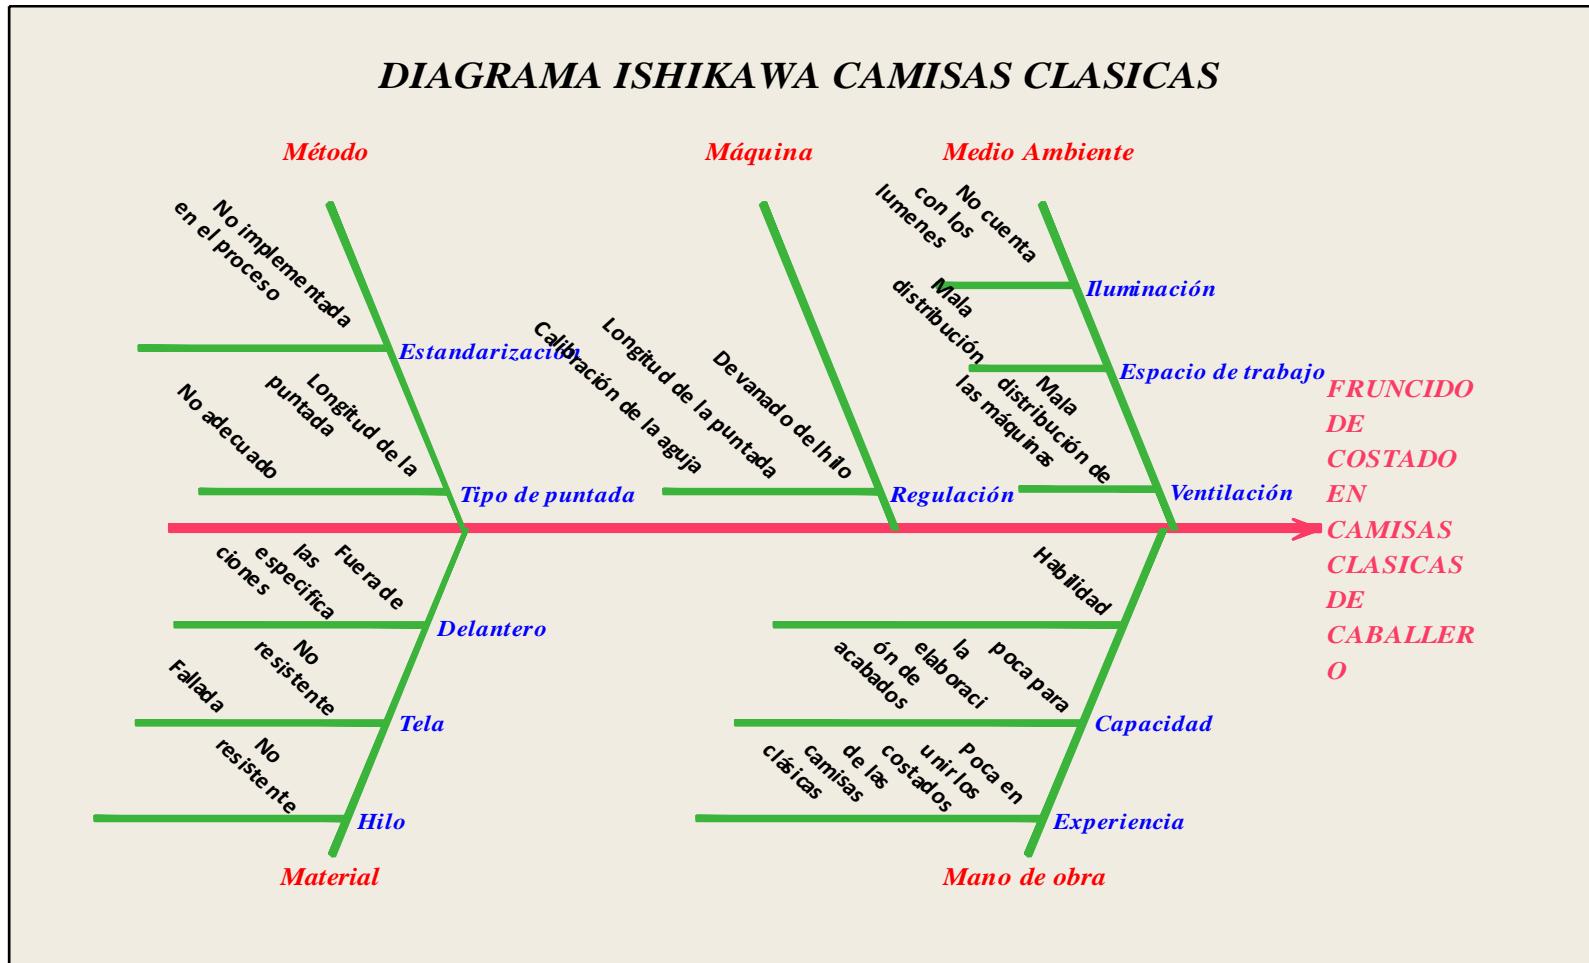 DIAGRAMA ISHIKAWA CAMISAS CLASICAS
Método
Máquina
Medio Ambiente
No implementada
en el proceso
Estandarización
Longitud de la
puntada
No adecuado
Tipo de puntada
Devanado del hilo
Longitud de la puntada
Calibración de la aguja
Regulación
No cuenta
con los
lumenes
Iluminación
Mala
distribución
Espacio de trabajo
Mala
distribución de
las máquinas
Ventilación
FRUNCIDO
DE
COSTADO
EN
CAMISAS
CLASICAS
DE
CABALLER
O
Fuera de
las
especifica
ciones
Delantero
No
resistente
Fallada
Tela
No
resistente
Hilo
Material
Habilidad
poca para
la
elaboraci
ón de
acabados
Capacidad
Poca en
unir los
costados
de las
camisas
clásicas
Experiencia
Mano de obra